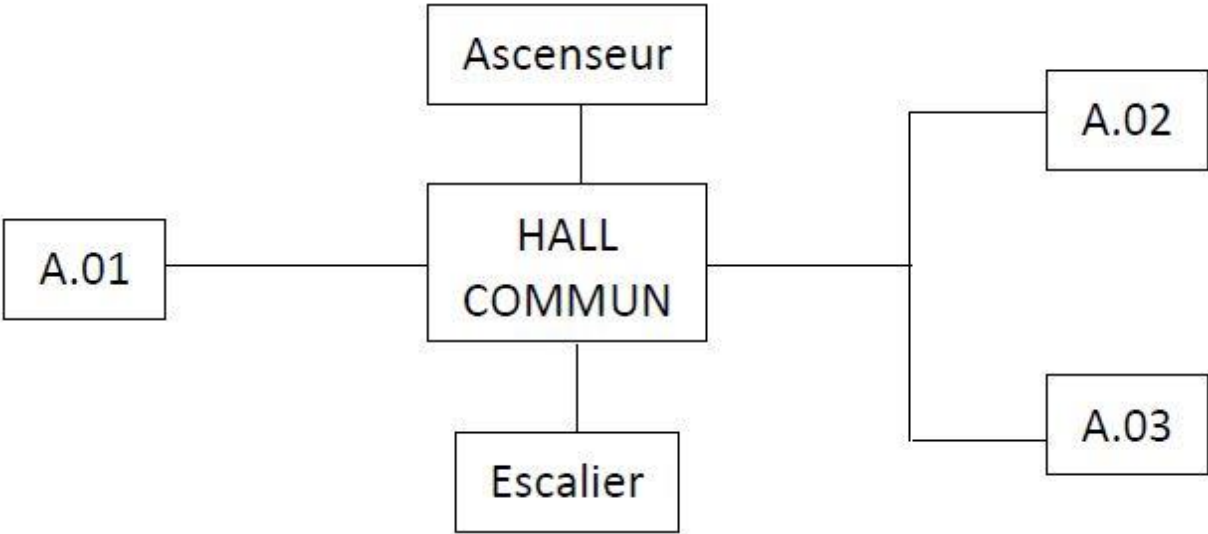 Ascenseur
A.02
A.01
HALL
COMMUN
A.03
Escalier